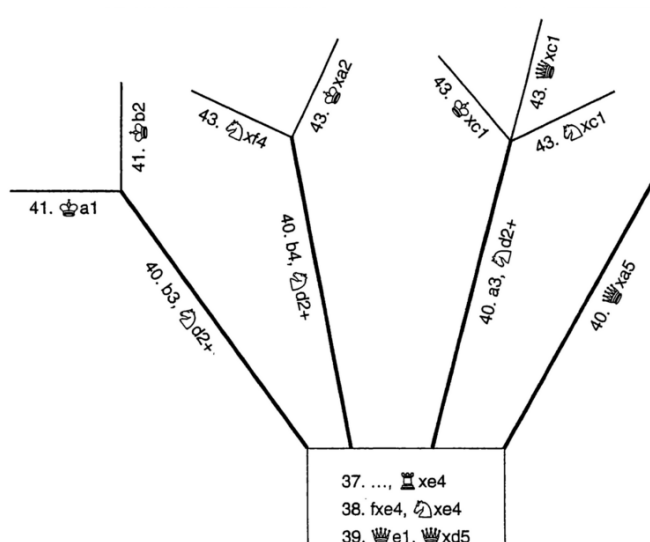 43. ♕xc1
43. ♔xa2
43. ♔xc1
43. ♘xf4
43. ♘xc1
41. ♔b2
41. ♔a1
40. b3, ♘d2+
40. b4, ♘d2+
40. a3, ♘d2+
40. ♕xa5
37. ..., ♖xe4
38. fxe4, ♘xe4
39. ♕e1, ♕xd5